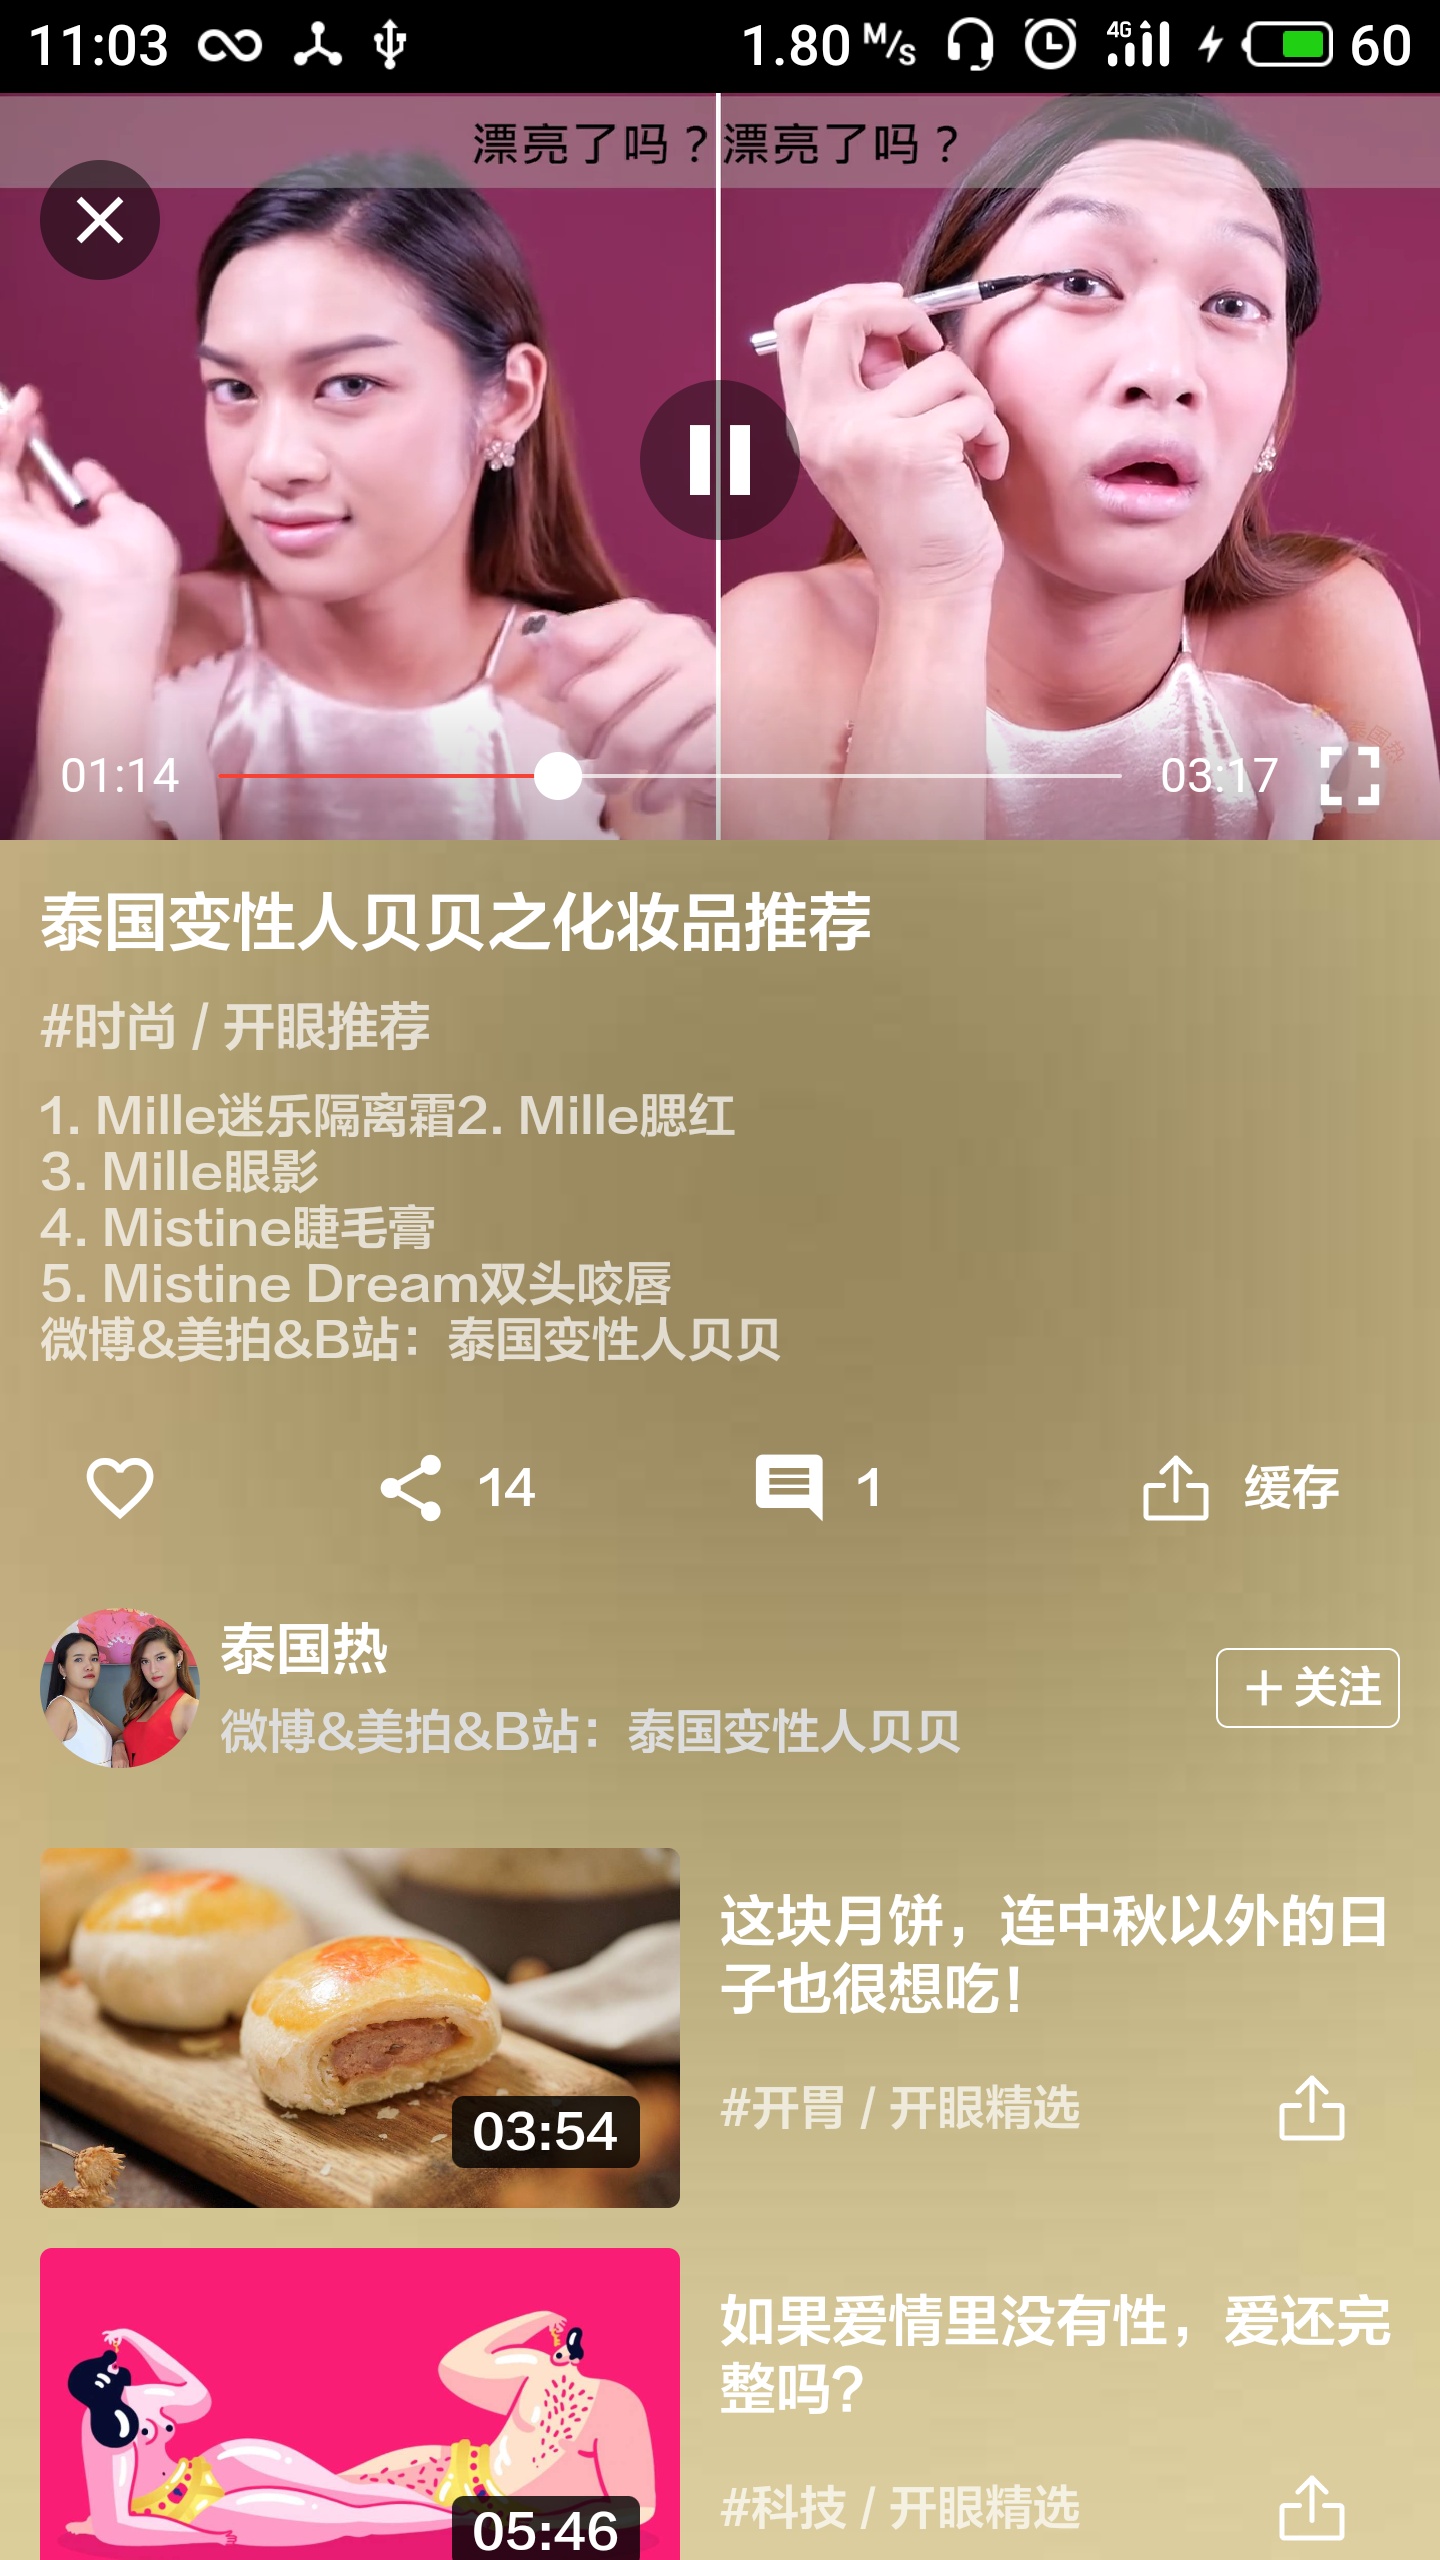 11:03
1.80 M/s 4G 60
漂亮了吗？漂亮了吗？
01:14
03:17
泰国变性人贝贝之化妆品推荐
#时尚 / 开眼推荐
1. Mille迷乐隔离霜2. Mille腮红
3. Mille眼影
4. Mistine睫毛膏
5. Mistine Dream双头咬唇
微博&美拍&B站：泰国变性人贝贝
14
1
缓存
泰国热
微博&美拍&B站：泰国变性人贝贝
关注
这块月饼，连中秋以外的日
子也很想吃！
#开胃 / 开眼精选
03:54
如果爱情里没有性，爱还完
整吗？
#科技 / 开眼精选
05:46